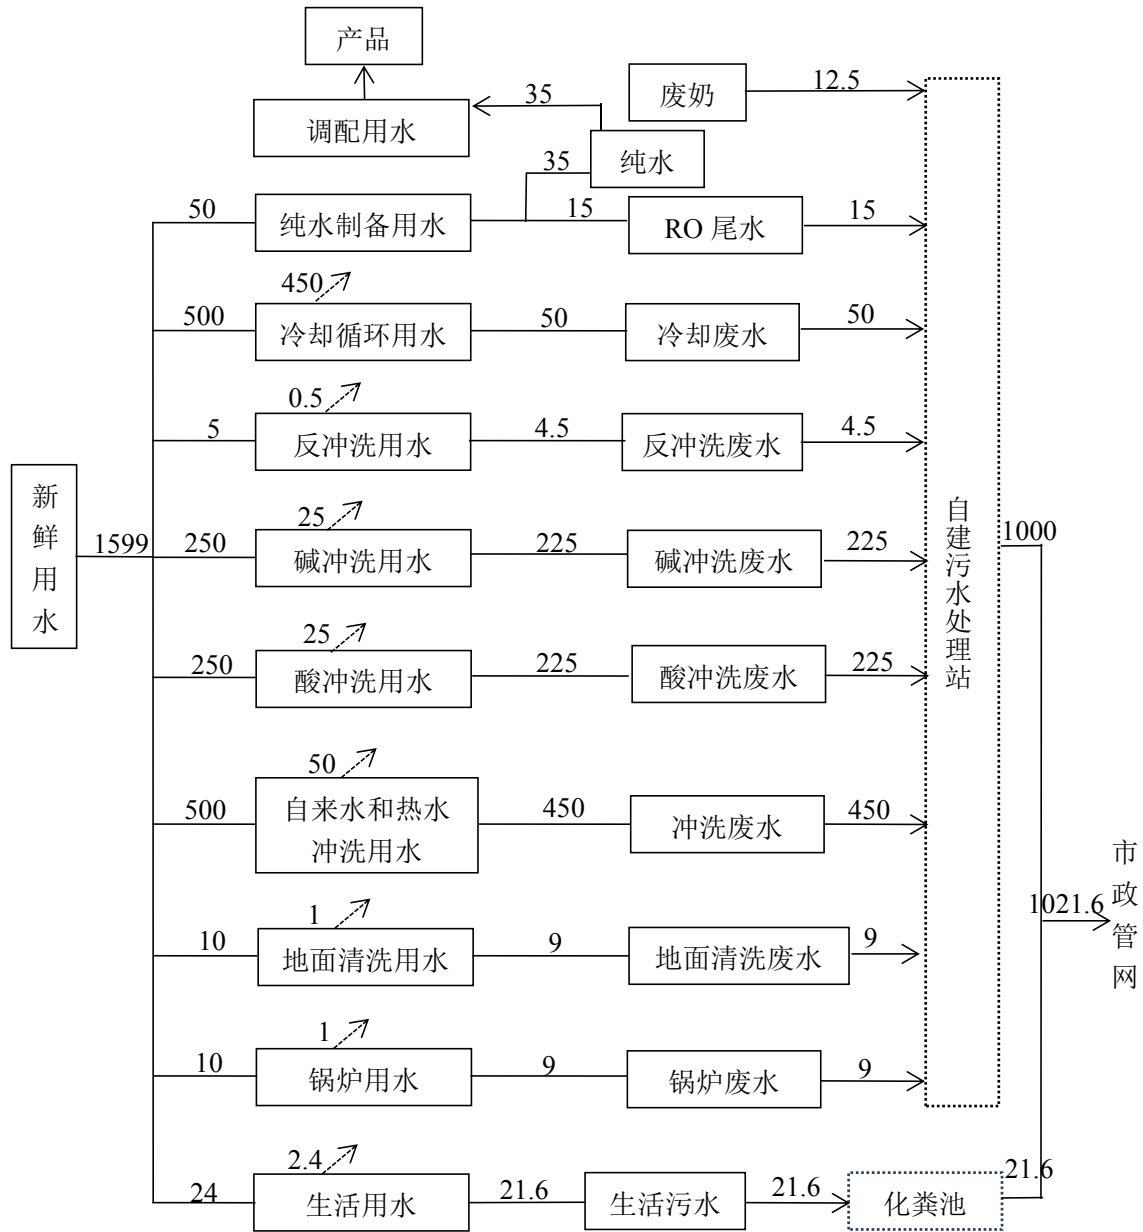 产品
调配用水
35
废奶
12.5
35
纯水
50
纯水制备用水
15
RO 尾水
15
450
500
冷却循环用水
50
冷却废水
50
0.5
5
反冲洗用水
4.5
反冲洗废水
4.5
新鲜用水
1599
25
250
碱冲洗用水
225
碱冲洗废水
225
自建污水处理站
1000
25
250
酸冲洗用水
225
酸冲洗废水
225
50
500
自来水和热水
冲洗用水
450
冲洗废水
450
1021.6
市政管网
1
10
地面清洗用水
9
地面清洗废水
9
1
10
锅炉用水
9
锅炉废水
9
2.4
24
生活用水
21.6
生活污水
21.6
化粪池
21.6